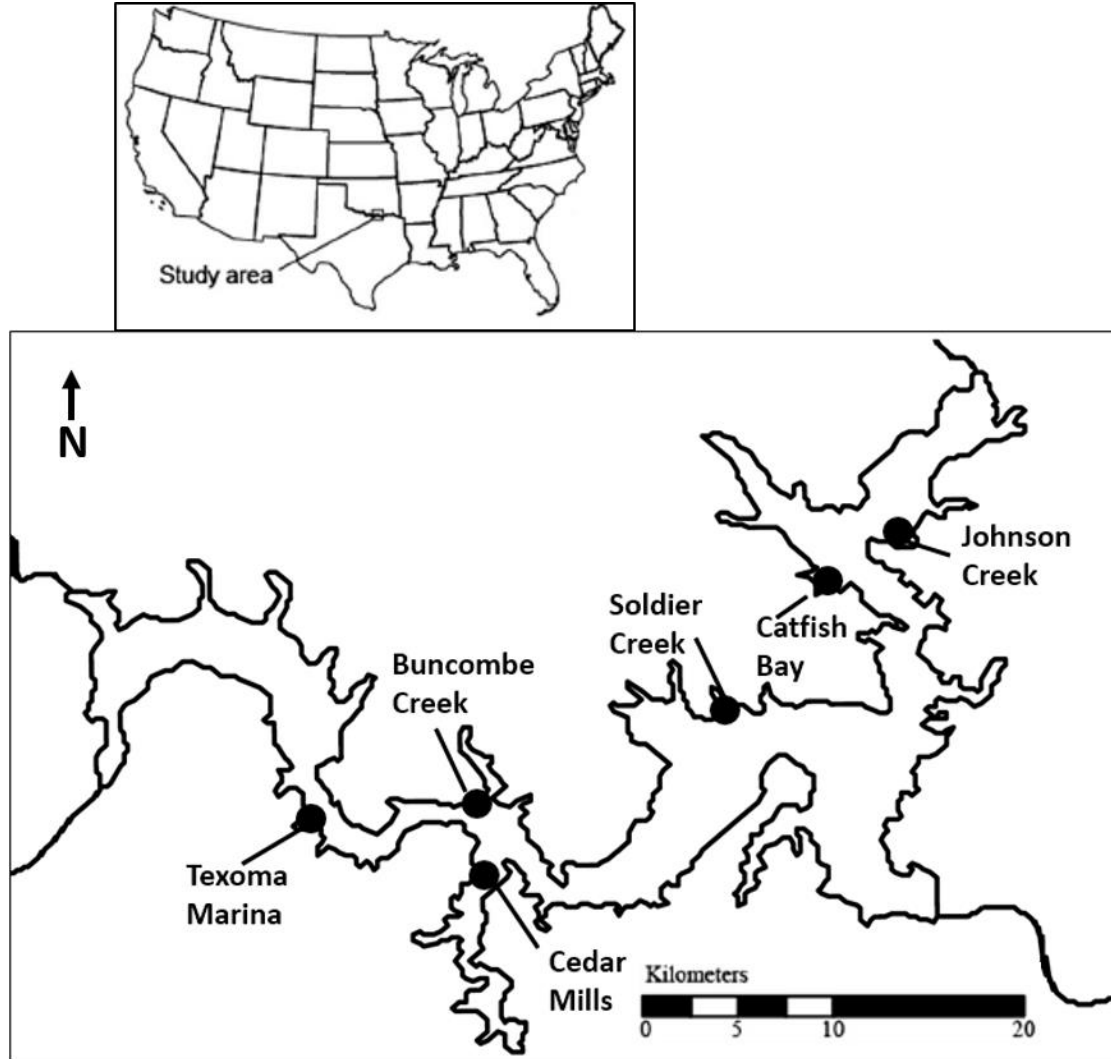 Study area
N
Johnson
Creek
Soldier
Creek
Catfish
Bay
Buncombe
Creek
Texoma
Marina
Cedar
Mills
Kilometers
0 5 10 20